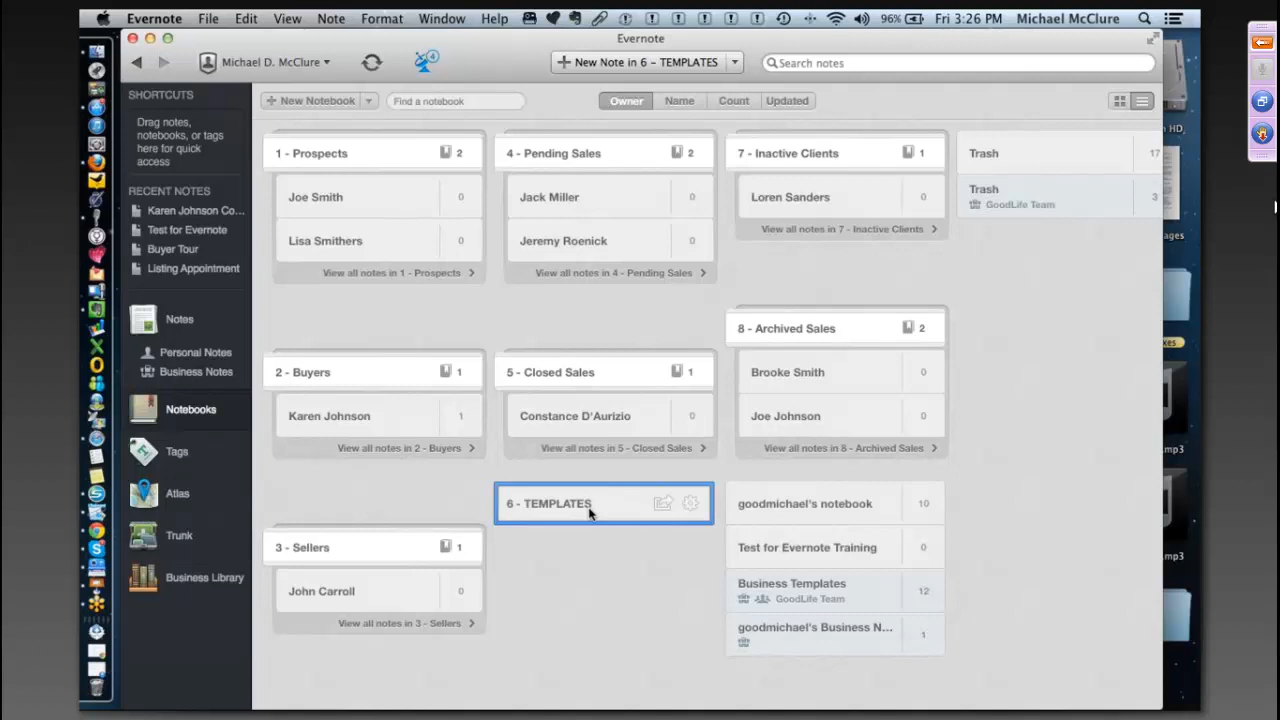 Evernote File Edit View Note Format Window Help 96% Fri 3:26 PM Michael McClure
Evernote
Michael D. McClure
4
New Note in 6 - TEMPLATES
Search notes
SHORTCUTS
Drag notes,
notebooks, or tags
here for quick
access
RECENT NOTES
Karen Johnson Co...
Test for Evernote
Buyer Tour
Listing Appointment
Notes
Personal Notes
Business Notes
Notebooks
Tags
Atlas
Trunk
Business Library
New Notebook
Find a notebook
Owner Name Count Updated
1 - Prospects 2
Joe Smith 0
Lisa Smithers 0
View all notes in 1 - Prospects
2 - Buyers 1
Karen Johnson 1
View all notes in 2 - Buyers
3 - Sellers 1
John Carroll 0
View all notes in 3 - Sellers
4 - Pending Sales 2
Jack Miller 0
Jeremy Roenick 0
View all notes in 4 - Pending Sales
5 - Closed Sales 1
Constance D'Aurizio 0
View all notes in 5 - Closed Sales
6 - TEMPLATES
7 - Inactive Clients 1
Loren Sanders 0
View all notes in 7 - Inactive Clients
8 - Archived Sales 2
Brooke Smith 0
Joe Johnson 0
View all notes in 8 - Archived Sales
goodmichael's notebook 10
Test for Evernote Training 0
Business Templates 12
GoodLife Team
goodmichael's Business N... 1
Trash 17
Trash 3
GoodLife Team
HD
ages
xes
.mp3
.mp3